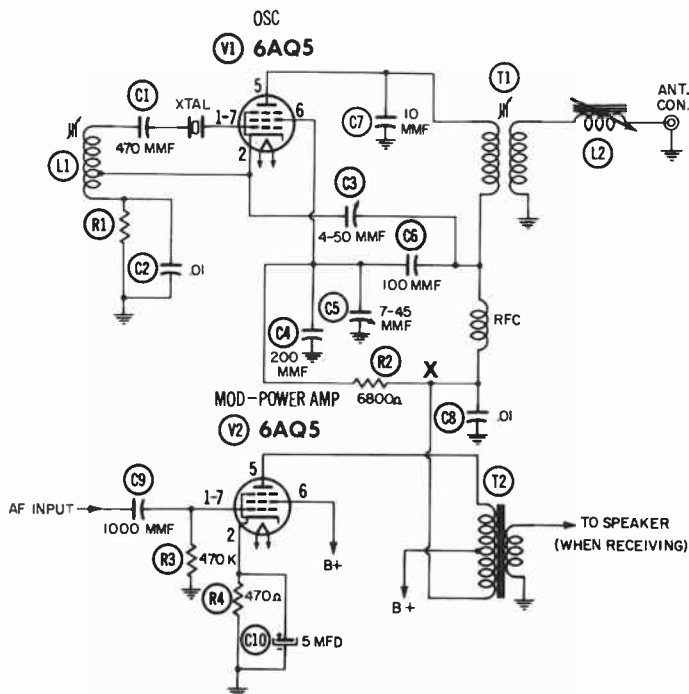 OSC
V1 6AQ5
T1
C1
XTAL
1-7
5
6
2
470 MMF
C7
10
MMF
ANT.
CON.
L2
L1
C3
4-50 MMF
C6
100 MMF
R1
C2
.01
C5
7-45
MMF
C4
200
MMF
RFC
R2
6800Ω
X
C8
.01
MOD-POWER AMP
V2 6AQ5
T2
5
6
1-7
2
C9
AF INPUT
1000 MMF
R3
470K
B+
R4
470Ω
C10
+
-
5 MFD
B+
TO SPEAKER
(WHEN RECEIVING)